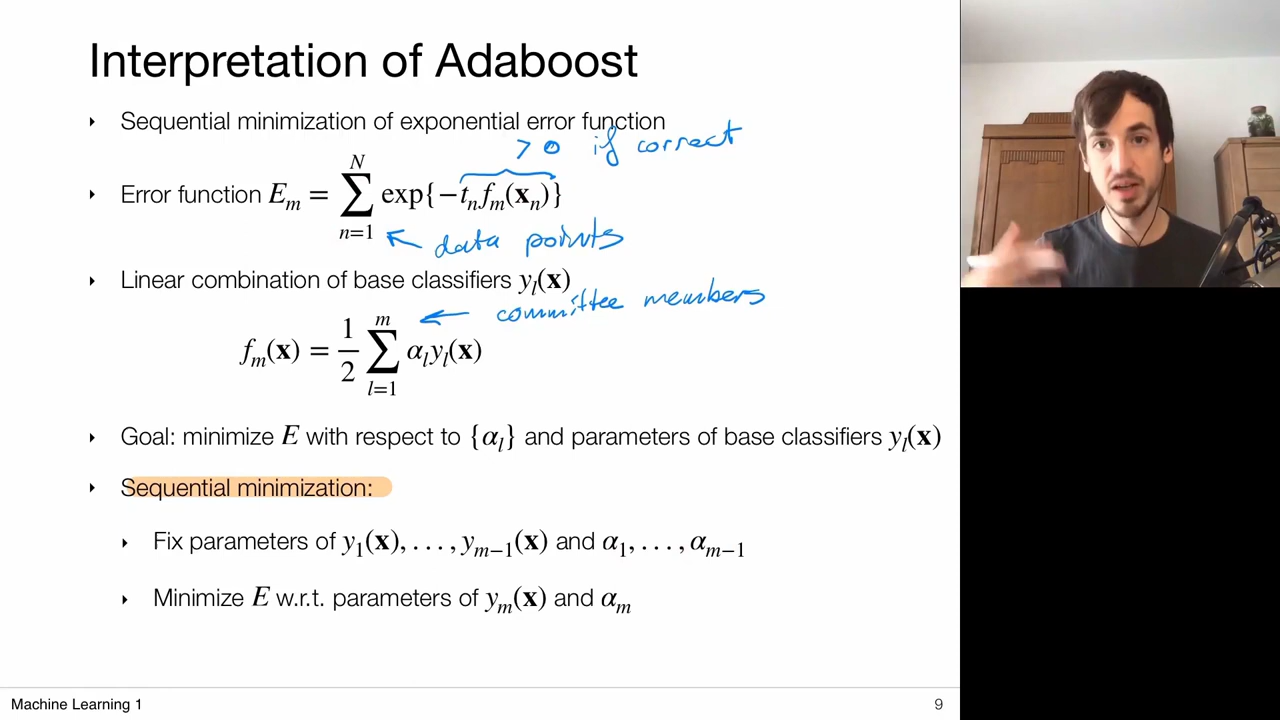 Interpretation of Adaboost
‣ Sequential minimization of exponential error function
> 0 if correct
‣ Error function E_m = ∑_{n=1}^{N} exp{−t_n f_m(x_n)}
← data points
‣ Linear combination of base classifiers y_l(x)
← committee members
f_m(x) = 1/2 ∑_{l=1}^{m} α_l y_l(x)
‣ Goal: minimize E with respect to {α_l} and parameters of base classifiers y_l(x)
‣ Sequential minimization:
‣ Fix parameters of y_1(x), . . . , y_{m−1}(x) and α_1, . . . , α_{m−1}
‣ Minimize E w.r.t. parameters of y_m(x) and α_m
Machine Learning 1
9